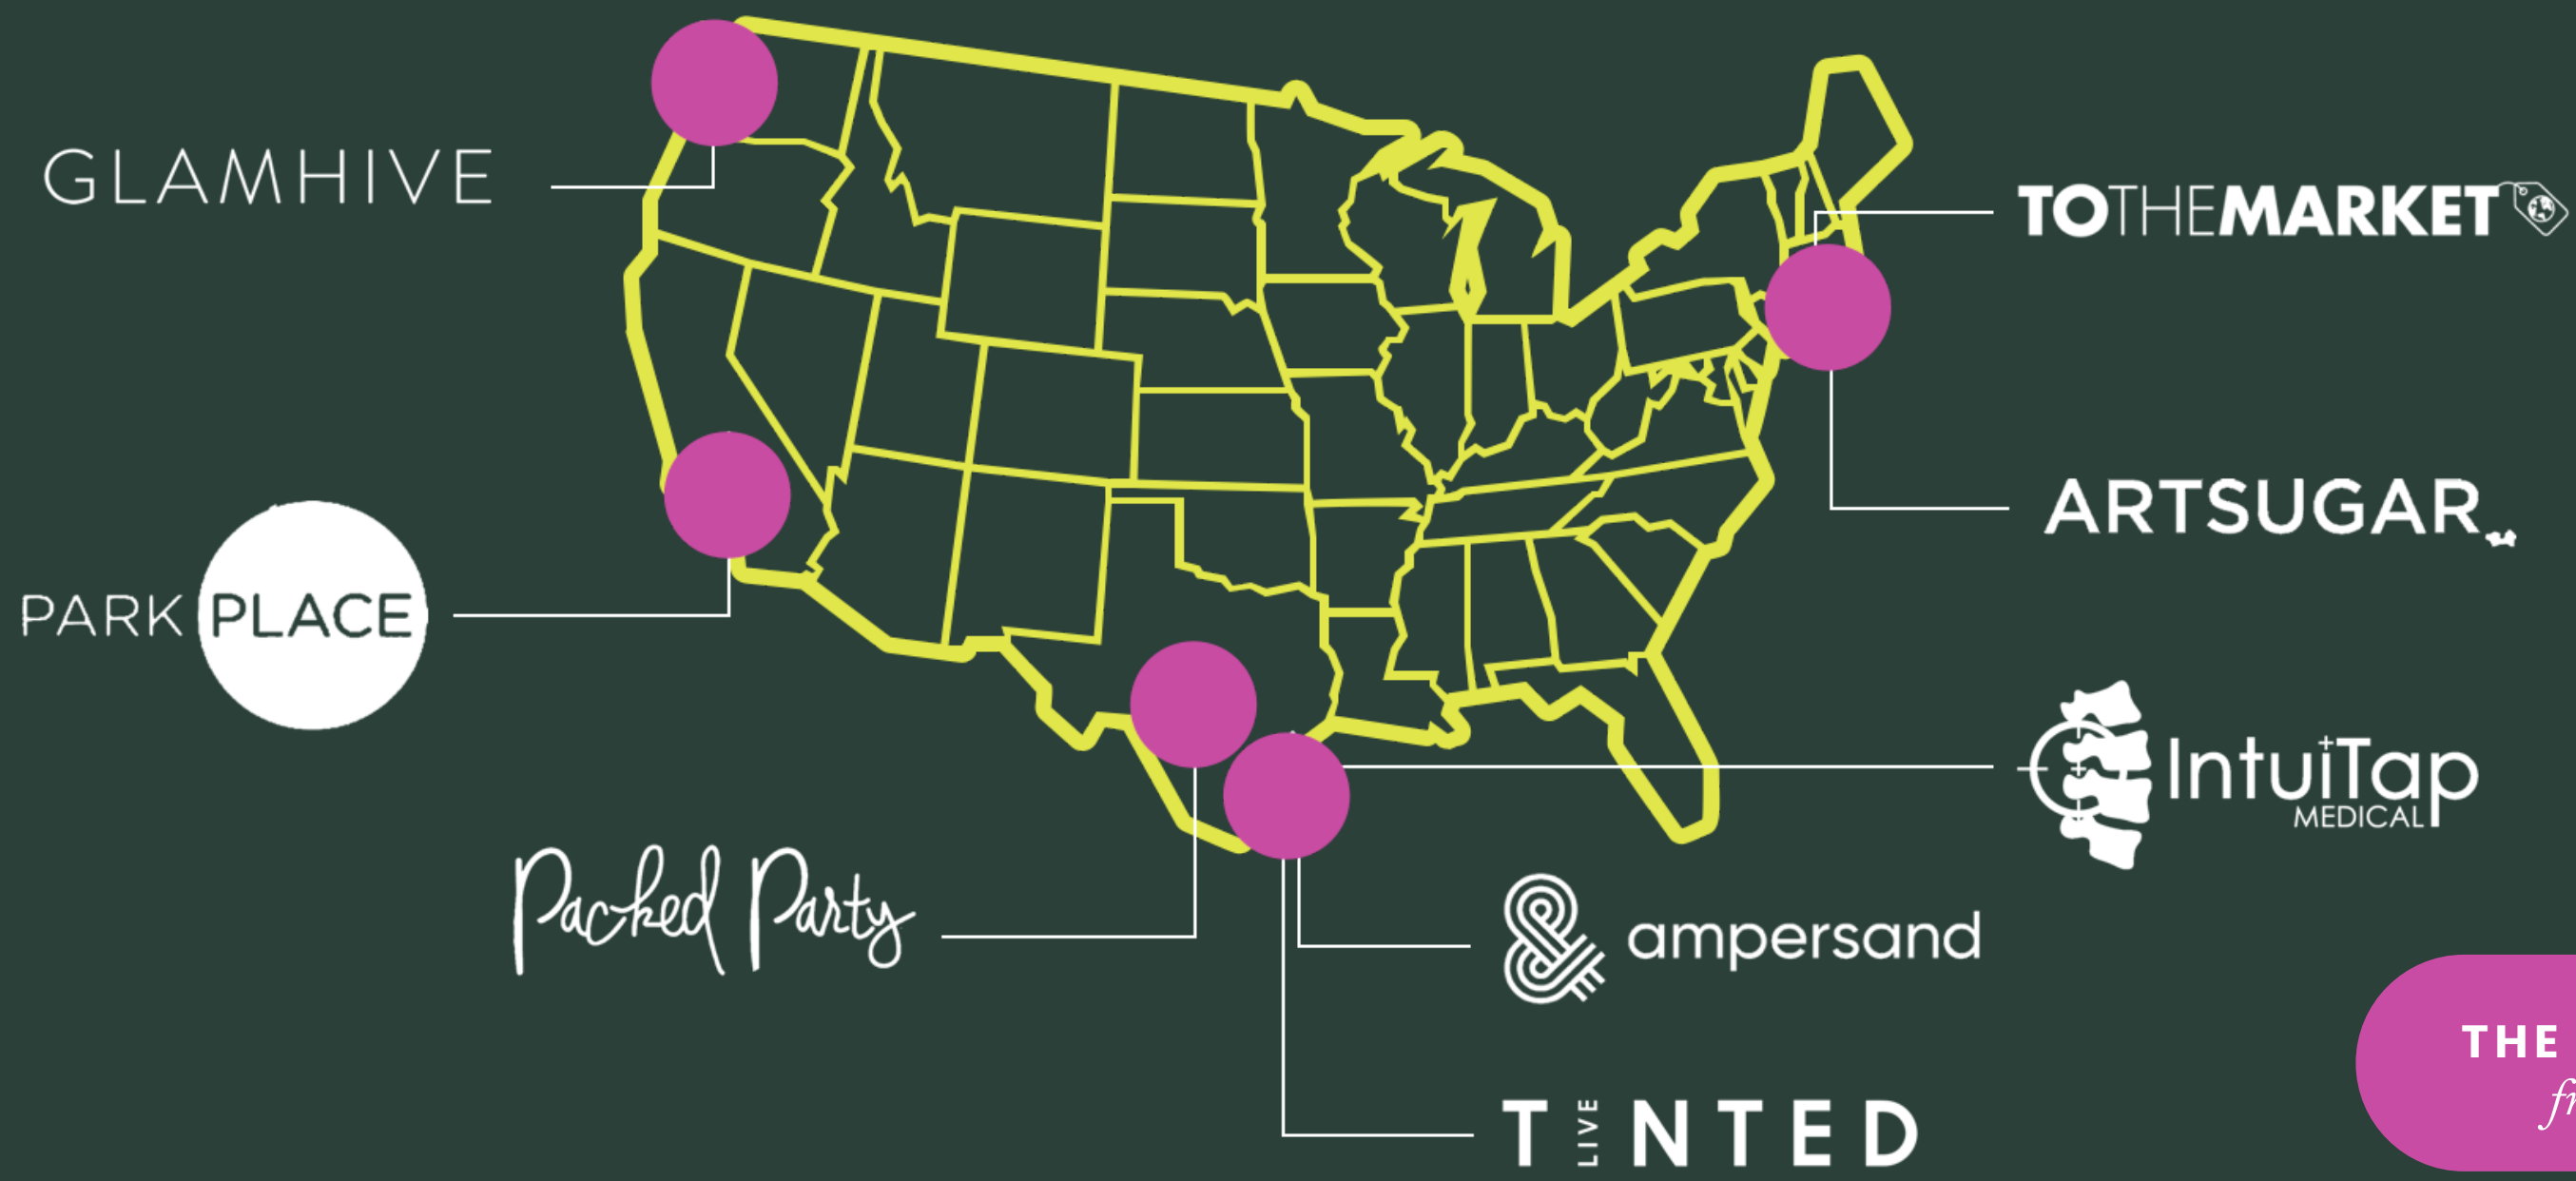 GLAMHIVE
TOTHEMARKET
ARTSUGAR
PARK PLACE
IntuiTap
MEDICAL
Packed Party
& ampersand
T LIVE NTED
THE